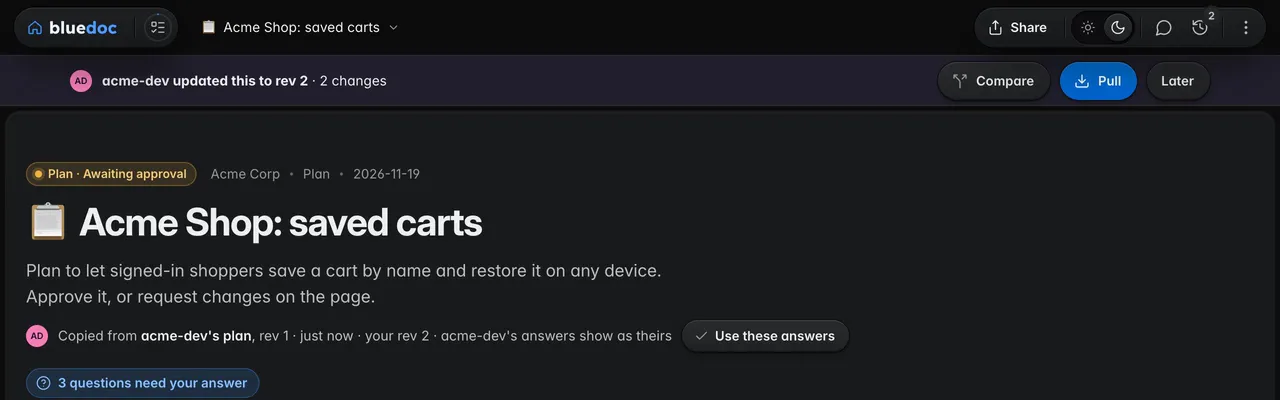 bluedoc
Acme Shop: saved carts
Share
2
AD
acme-dev updated this to rev 2 · 2 changes
Compare
Pull
Later
Plan · Awaiting approval
Acme Corp • Plan • 2026-11-19
Acme Shop: saved carts
Plan to let signed-in shoppers save a cart by name and restore it on any device.
Approve it, or request changes on the page.
AD
Copied from acme-dev's plan, rev 1 · just now · your rev 2 · acme-dev's answers show as theirs
Use these answers
3 questions need your answer